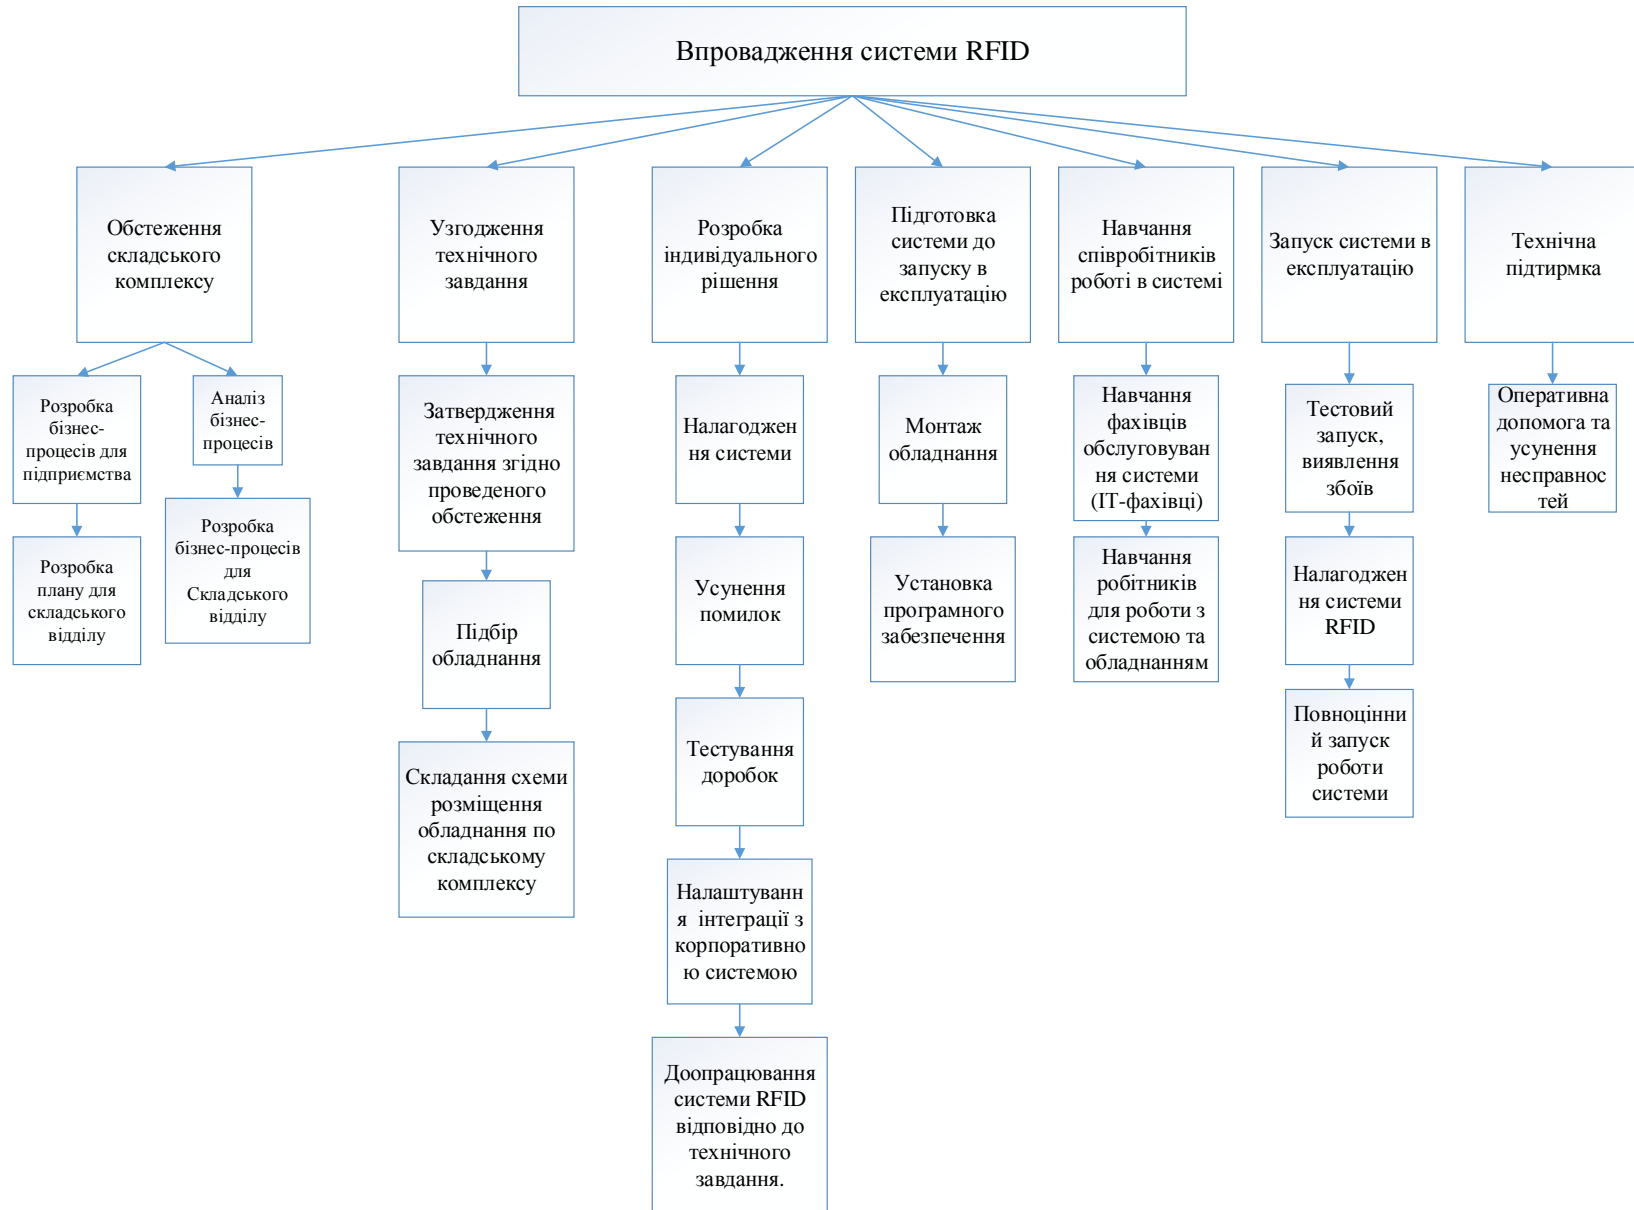 Впровадження системи RFID
Обстеження
складського
комплексу
Узгодження
технічного
завдання
Розробка
індивідуального
рішення
Підготовка
системи до
запуску в
експлуатацію
Навчання
співробітників
роботі в системі
Запуск системи в
експлуатацію
Технічна
підтирмка
Розробка
бізнес-
процесів для
підприємства
Розробка
плану для
складського
відділу
Аналіз
бізнес-
процесів
Розробка
бізнес-процесів
для
Складського
відділу
Затвердження
технічного
завдання згідно
проведеного
обстеження
Підбір
обладнання
Складання схеми
розміщення
обладнання по
складському
комплексу
Налагоджен
ня системи
Усунення
помилок
Тестування
доробок
Налаштуванн
я  інтеграції з
корпоративно
ю системою
Доопрацювання
системи RFID
відповідно до
технічного
завдання.
Монтаж
обладнання
Установка
програмного
забезпечення
Навчання
фахівців
обслуговуван
ня системи
(ІТ-фахівці)
Навчання
робітників
для роботи з
системою та
обладнанням
Тестовий
запуск,
виявлення
збоїв
Налагоджен
ня системи
RFID
Повноцінни
й запуск
роботи
системи
Оперативна
допомога та
усунення
несправнос
тей